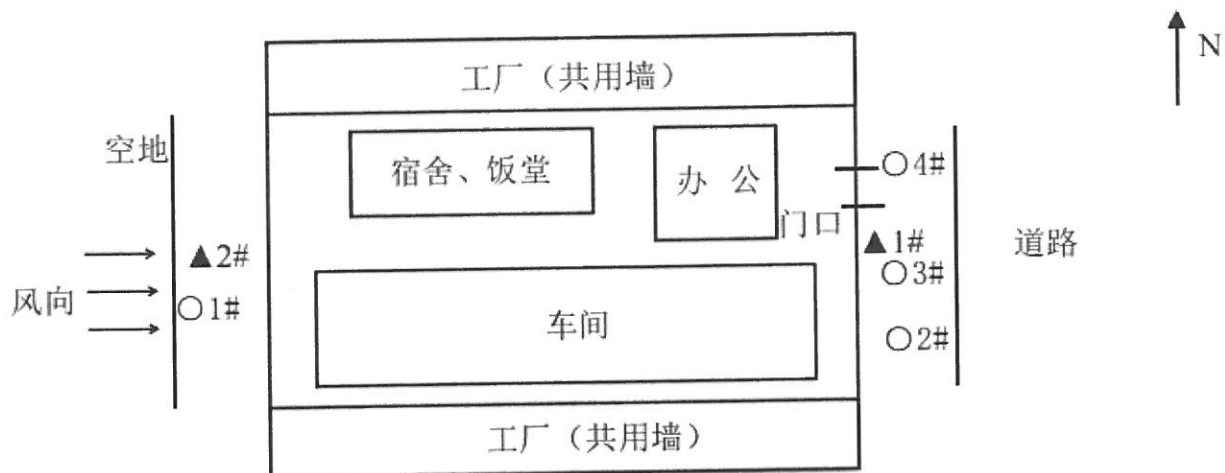 N
工厂（共用墙）
空地
宿舍、饭堂
办 公
○4#
门口
▲2#
▲1#
道路
○3#
风向
○1#
车间
○2#
工厂（共用墙）